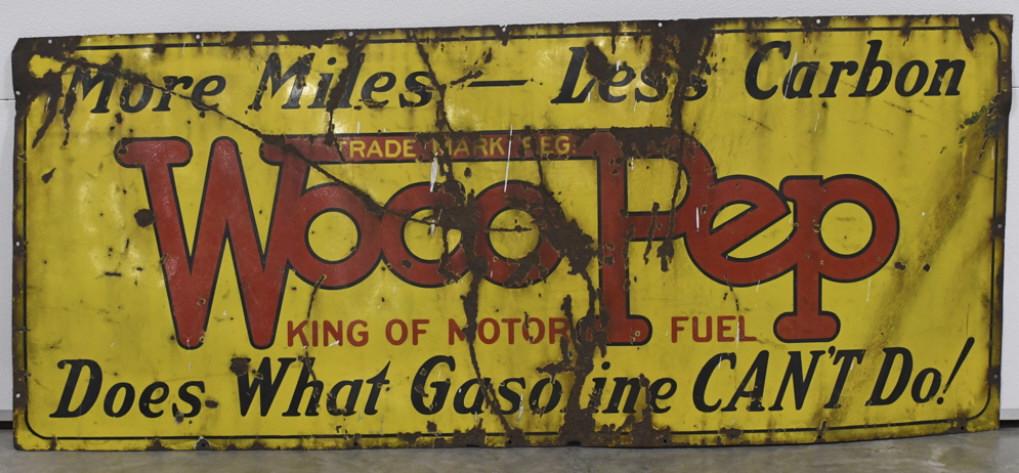 More Miles — Less Carbon
TRADE MARK REG.
Woco Pep
KING OF MOTOR FUEL
Does What Gasoline CAN'T Do!